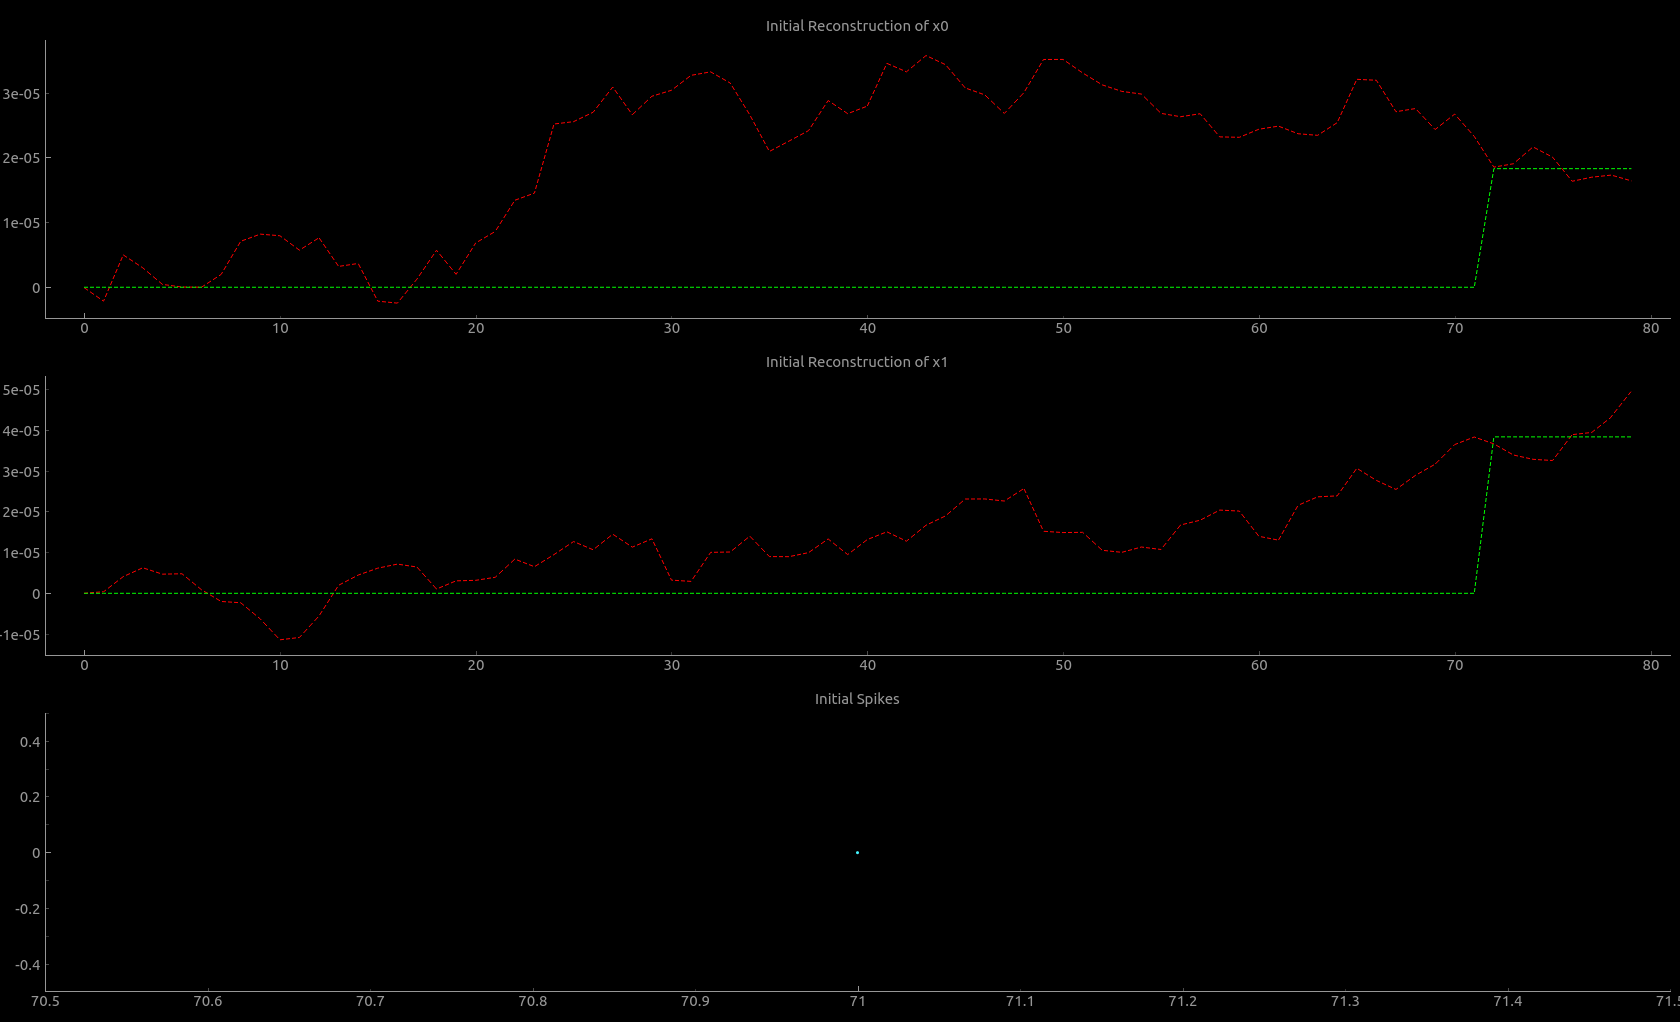 Initial Reconstruction of x0
3e-05
2e-05
1e-05
0
0 10 20 30 40 50 60 70 80
Initial Reconstruction of x1
5e-05
4e-05
3e-05
2e-05
1e-05
0
-1e-05
0 10 20 30 40 50 60 70 80
Initial Spikes
0.4
0.2
0
-0.2
-0.4
70.5 70.6 70.7 70.8 70.9 71 71.1 71.2 71.3 71.4